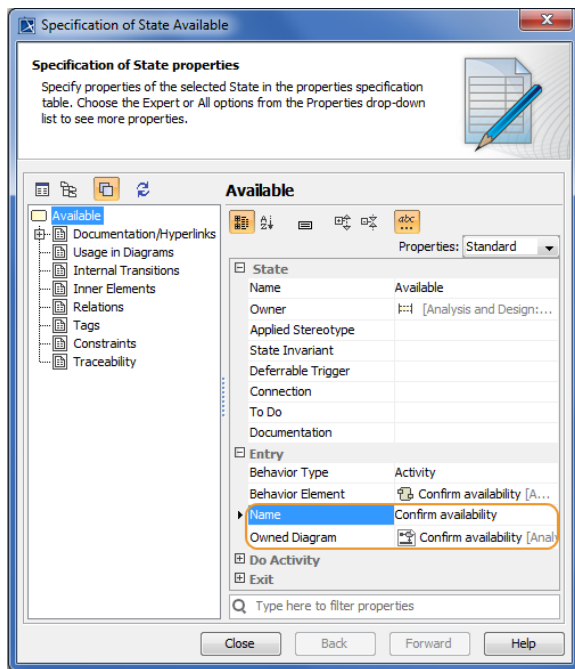 Specification of State Available
Specification of State properties
Specify properties of the selected State in the properties specification
table. Choose the Expert or All options from the Properties drop-down
list to see more properties.
Available
Properties: Standard
Available
Documentation/Hyperlinks
Usage in Diagrams
Internal Transitions
Inner Elements
Relations
Tags
Constraints
Traceability
State
Name Available
Owner [Analysis and Design:...
Applied Stereotype
State Invariant
Deferrable Trigger
Connection
To Do
Documentation
Entry
Behavior Type Activity
Behavior Element Confirm availability [A...
Name Confirm availability
Owned Diagram Confirm availability [Analy
Do Activity
Exit
Type here to filter properties
Close Back Forward Help